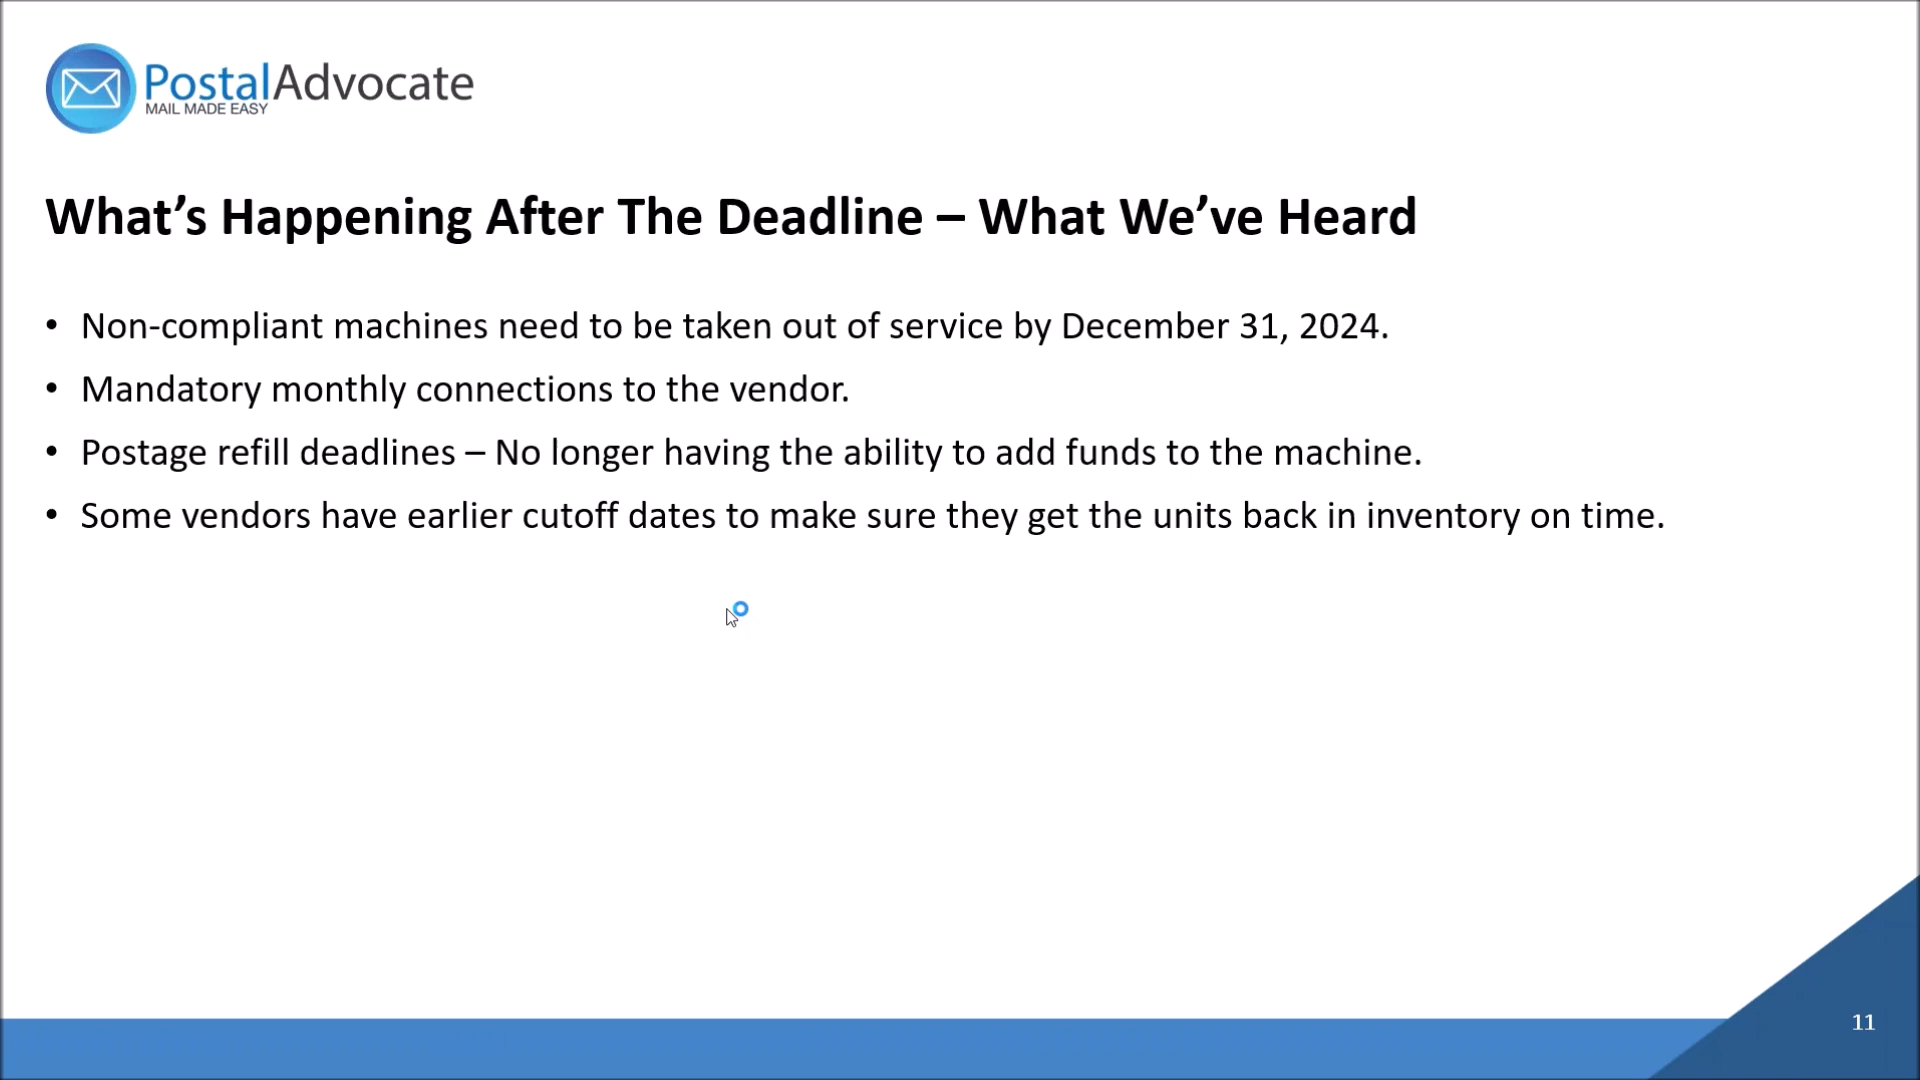 PostalAdvocate
MAIL MADE EASY
What’s Happening After The Deadline – What We’ve Heard
• Non-compliant machines need to be taken out of service by December 31, 2024.
• Mandatory monthly connections to the vendor.
• Postage refill deadlines – No longer having the ability to add funds to the machine.
• Some vendors have earlier cutoff dates to make sure they get the units back in inventory on time.
11